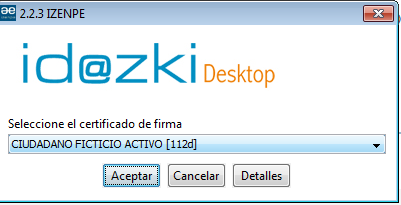 2.2.3 IZENPE
id@zki Desktop
Seleccione el certificado de firma
CIUDADANO FICTICIO ACTIVO [112d]
Aceptar Cancelar Detalles